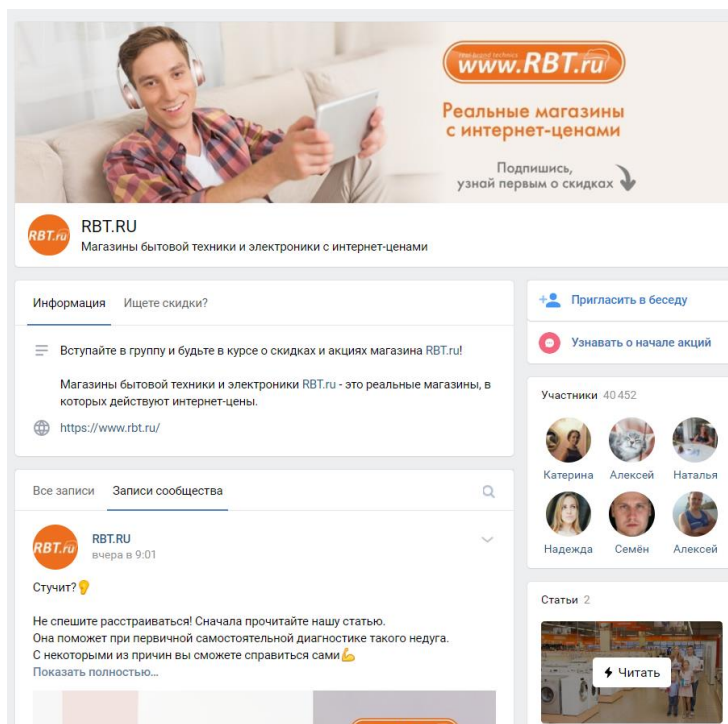 real brand technics
www.RBT.ru
Реальные магазины
с интернет-ценами
Подпишись,
узнай первым о скидках
RBT.ru
RBT.RU
Магазины бытовой техники и электроники с интернет-ценами
Информация Ищете скидки?
Вступайте в группу и будьте в курсе о скидках и акциях магазина RBT.ru!
Магазины бытовой техники и электроники RBT.ru - это реальные магазины, в
которых действуют интернет-цены.
https://www.rbt.ru/
Все записи Записи сообщества
RBT.ru
RBT.RU
вчера в 9:01
Стучит?
Не спешите расстраиваться! Сначала прочитайте нашу статью.
Она поможет при первичной самостоятельной диагностике такого недуга.
С некоторыми из причин вы сможете справиться сами
Показать полностью...
Пригласить в беседу
Узнавать о начале акций
Участники 40 452
Катерина Алексей Наталья
Надежда Семён Алексей
Статьи 2
Читать